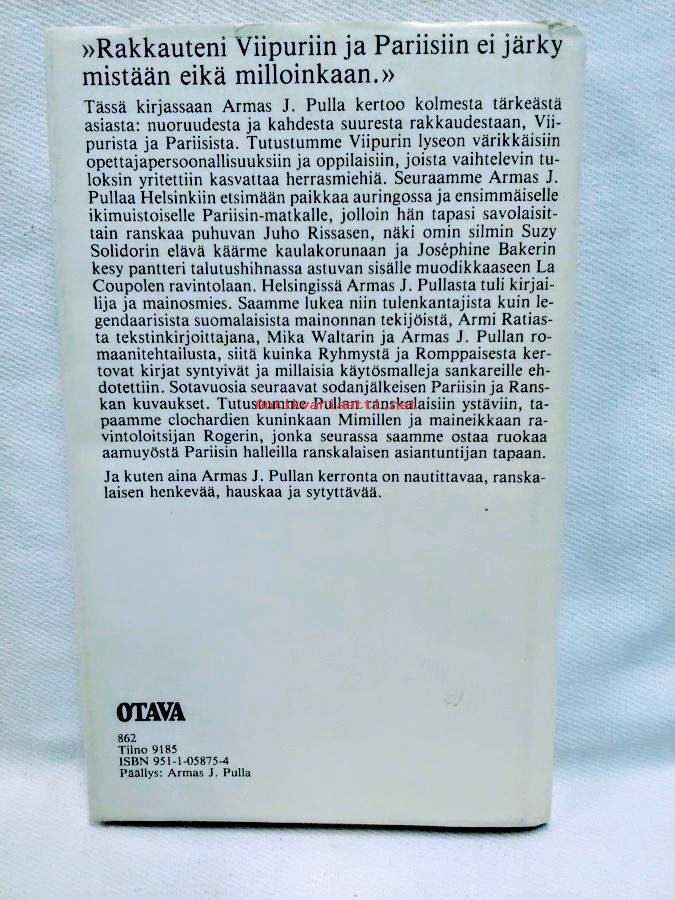 »Rakkauteni Viipuriin ja Pariisiin ei järky
mistään eikä milloinkaan.»
Tässä kirjassaan Armas J. Pulla kertoo kolmesta tärkeästä
asiasta: nuoruudesta ja kahdesta suuresta rakkaudestaan, Vii-
purista ja Pariisista. Tutustumme Viipurin lyseon värikkäisiin
opettajapersoonallisuuksiin ja oppilaisiin, joista vaihtelevin tu-
loksin yritettiin kasvattaa herrasmiehiä. Seuraamme Armas J.
Pullaa Helsinkiin etsimään paikkaa auringossa ja ensimmäiselle
ikimuistoiselle Pariisin-matkalle, jolloin hän tapasi savolaisit-
tain ranskaa puhuvan Juho Rissasen, näki omin silmin Suzy
Solidorin elävä käärme kaulakorunaan ja Joséphine Bakerin
kesy pantteri talutushihnassa astuvan sisälle muodikkaaseen La
Coupolen ravintolaan. Helsingissä Armas J. Pullasta tuli kirjai-
lija ja mainosmies. Saamme lukea niin tulenkantajista kuin le-
gendaarisista suomalaisista mainonnan tekijöistä, Armi Ratias-
ta tekstinkirjoittajana, Mika Waltarin ja Armas J. Pullan ro-
maanitehtailusta, siitä kuinka Ryhmystä ja Romppaisesta ker-
tovat kirjat syntyivät ja millaisia käytösmalleja sankareille eh-
dotettiin. Sotavuosia seuraavat sodanjälkeisen Pariisin ja Rans-
kan kuvaukset. Tutustumme Pullan ranskalaisiin ystäviin, ta-
paamme clochardien kuninkaan Mimillen ja maineikkaan ra-
vintoloitsijan Rogerin, jonka seurassa saamme ostaa ruokaa
aamuyöstä Pariisin halleilla ranskalaisen asiantuntijan tapaan.
Ja kuten aina Armas J. Pullan kerronta on nautittavaa, ranska-
laisen henkevää, hauskaa ja sytyttävää.
Antikvariaatti.net
OTAVA
862
Tilno 9185
ISBN 951-1-05875-4
Päällys: Armas J. Pulla